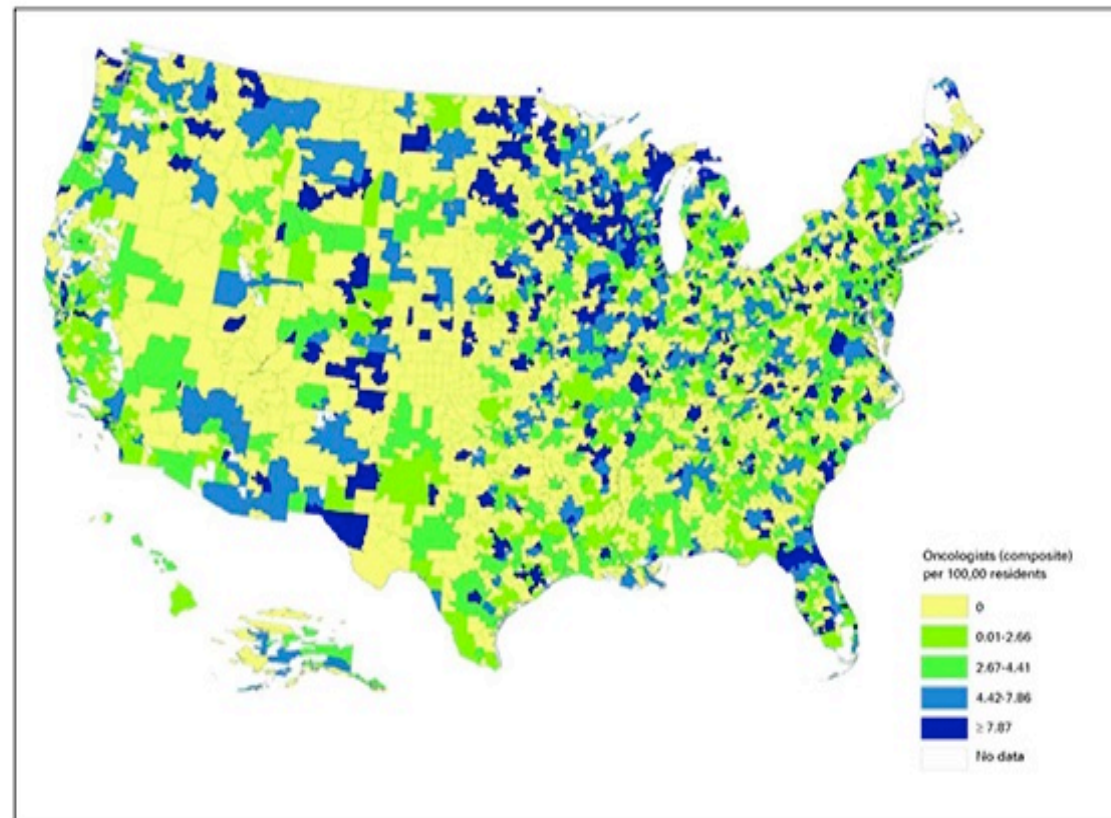 Oncologists (composite)
per 100,00 residents
0
0.01-2.66
2.67-4.41
4.42-7.86
≥ 7.87
No data